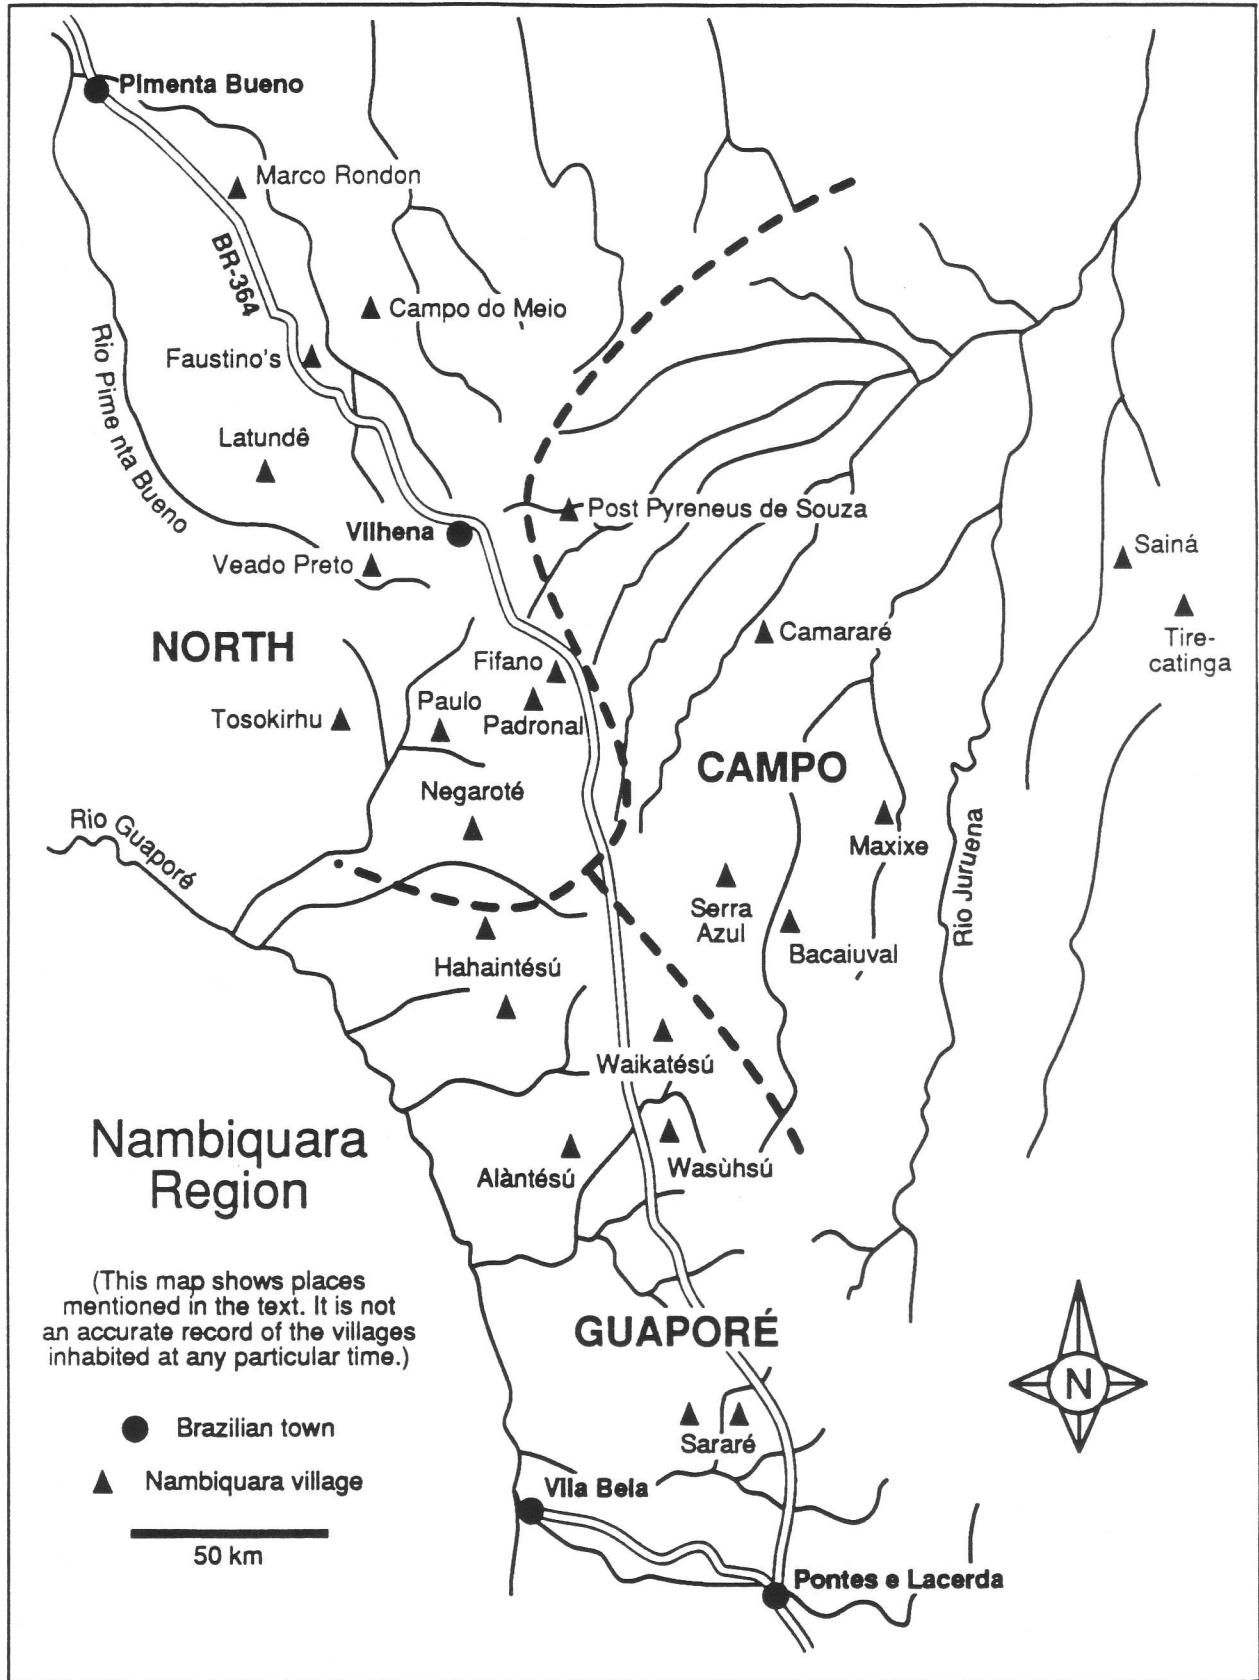 Pimenta Bueno
Marco Rondon
BR-364
Campo do Meio
Faustino's
Rio Pimenta Bueno
Latundê
Post Pyreneus de Souza
Vilhena
Veado Preto
Sainá
Tire-
catinga
Camararé
NORTH
Fifano
Paulo
Padronal
Tosokirhu
CAMPO
Negaroté
Rio Guaporé
Maxixe
Rio Juruena
Serra
Azul
Bacaiuval
Hahaintésú
Waikatésú
Nambiquara
Region
Wasùhsú
Alàntésú
(This map shows places
mentioned in the text. It is not
an accurate record of the villages
inhabited at any particular time.)
GUAPORÉ
N
Brazilian town
Sararé
Nambiquara village
Vila Bela
50 km
Pontes e Lacerda